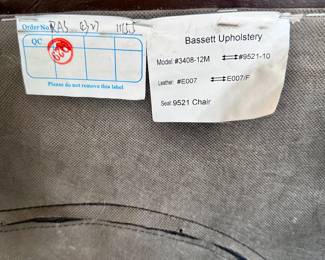 Order No
QC
Please do not remove this label
Bassett Upholstery
Model: #3408-12M #9521-10
Leather: #E007 E007/F
Seat: 9521 Chair